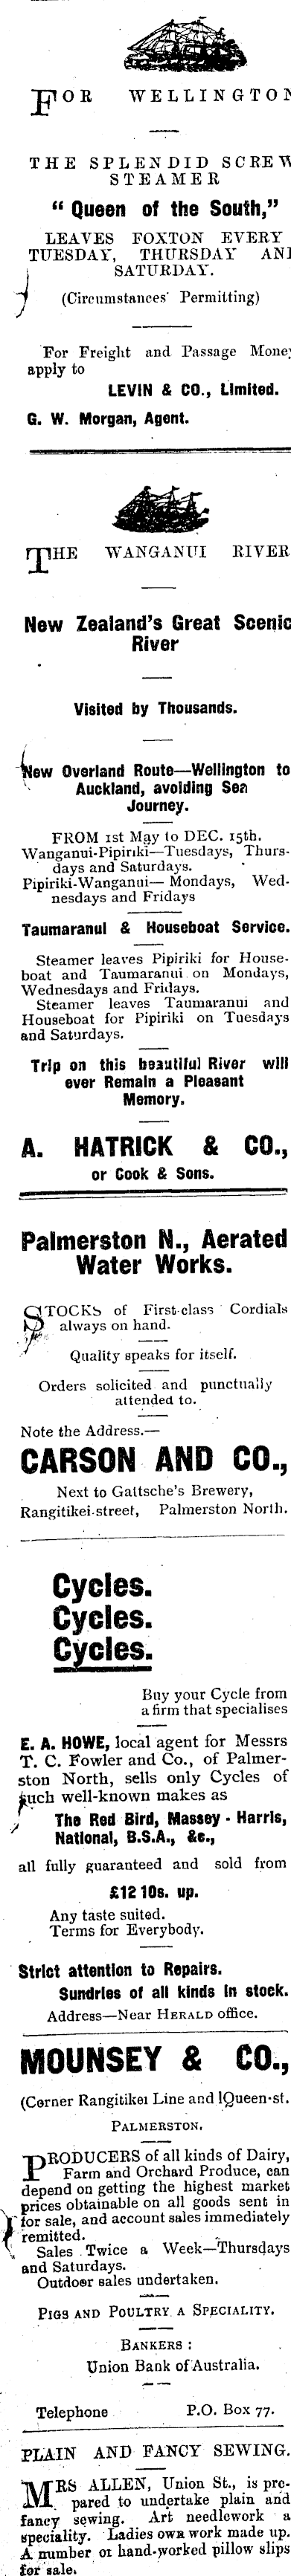 FOR WELLINGTON
THE SPLENDID SCREW
STEAMER
“ Queen of the South,”
LEAVES FOXTON EVERY
TUESDAY, THURSDAY AND
SATURDAY.
(Circumstances Permitting)
For Freight and Passage Money
apply to
LEVIN & CO., Limited.
G. W. Morgan, Agent.
THE WANGANUI RIVER
New Zealand's Great Scenic
River
Visited by Thousands.
New Overland Route—Wellington to
Auckland, avoiding Sea
Journey.
FROM 1st May to DEC. 15th.
Wanganui-Pipiriki—Tuesdays, Thurs-
days and Saturdays.
Pipiriki-Wanganui— Mondays, Wed-
nesdays and Fridays
Taumaranui & Houseboat Service.
Steamer leaves Pipiriki for House-
boat and Taumaranui on Mondays,
Wednesdays and Fridays.
Steamer leaves Taumaranui and
Houseboat for Pipiriki on Tuesdays
and Saturdays.
Trip on this beautiful River will
ever Remain a Pleasant
Memory.
A. HATRICK & CO.,
or Cook & Sons.
Palmerston N., Aerated
Water Works.
STOCKS of First-class Cordials
always on hand.
Quality speaks for itself.
Orders solicited and punctually
attended to.
Note the Address.—
CARSON AND CO.,
Next to Gattsche's Brewery,
Rangitikei-street, Palmerston North.
Cycles.
Cycles.
Cycles.
Buy your Cycle from
a firm that specialises
E. A. HOWE, local agent for Messrs
T. C. Fowler and Co., of Palmer-
ston North, sells only Cycles of
such well-known makes as
The Red Bird, Massey - Harris,
National, B.S.A., &c.,
all fully guaranteed and sold from
£12 10s. up.
Any taste suited.
Terms for Everybody.
Strict attention to Repairs.
Sundries of all kinds in stock.
Address—Near HERALD office.
MOUNSEY & CO.,
(Corner Rangitikei Line and lQueen-st.
PALMERSTON.
PRODUCERS of all kinds of Dairy,
Farm and Orchard Produce, can
depend on getting the highest market
prices obtainable on all goods sent in
for sale, and account sales immediately
remitted.
Sales Twice a Week—Thursdays
and Saturdays.
Outdoor sales undertaken.
PIGS AND POULTRY A SPECIALITY.
BANKERS :
Union Bank of Australia.
Telephone P.O. Box 77.
PLAIN AND FANCY SEWING.
MRS ALLEN, Union St., is pre-
pared to undertake plain and
fancy sewing. Art needlework a
speciality. Ladies own work made up.
A number of hand-worked pillow slips
for sale.